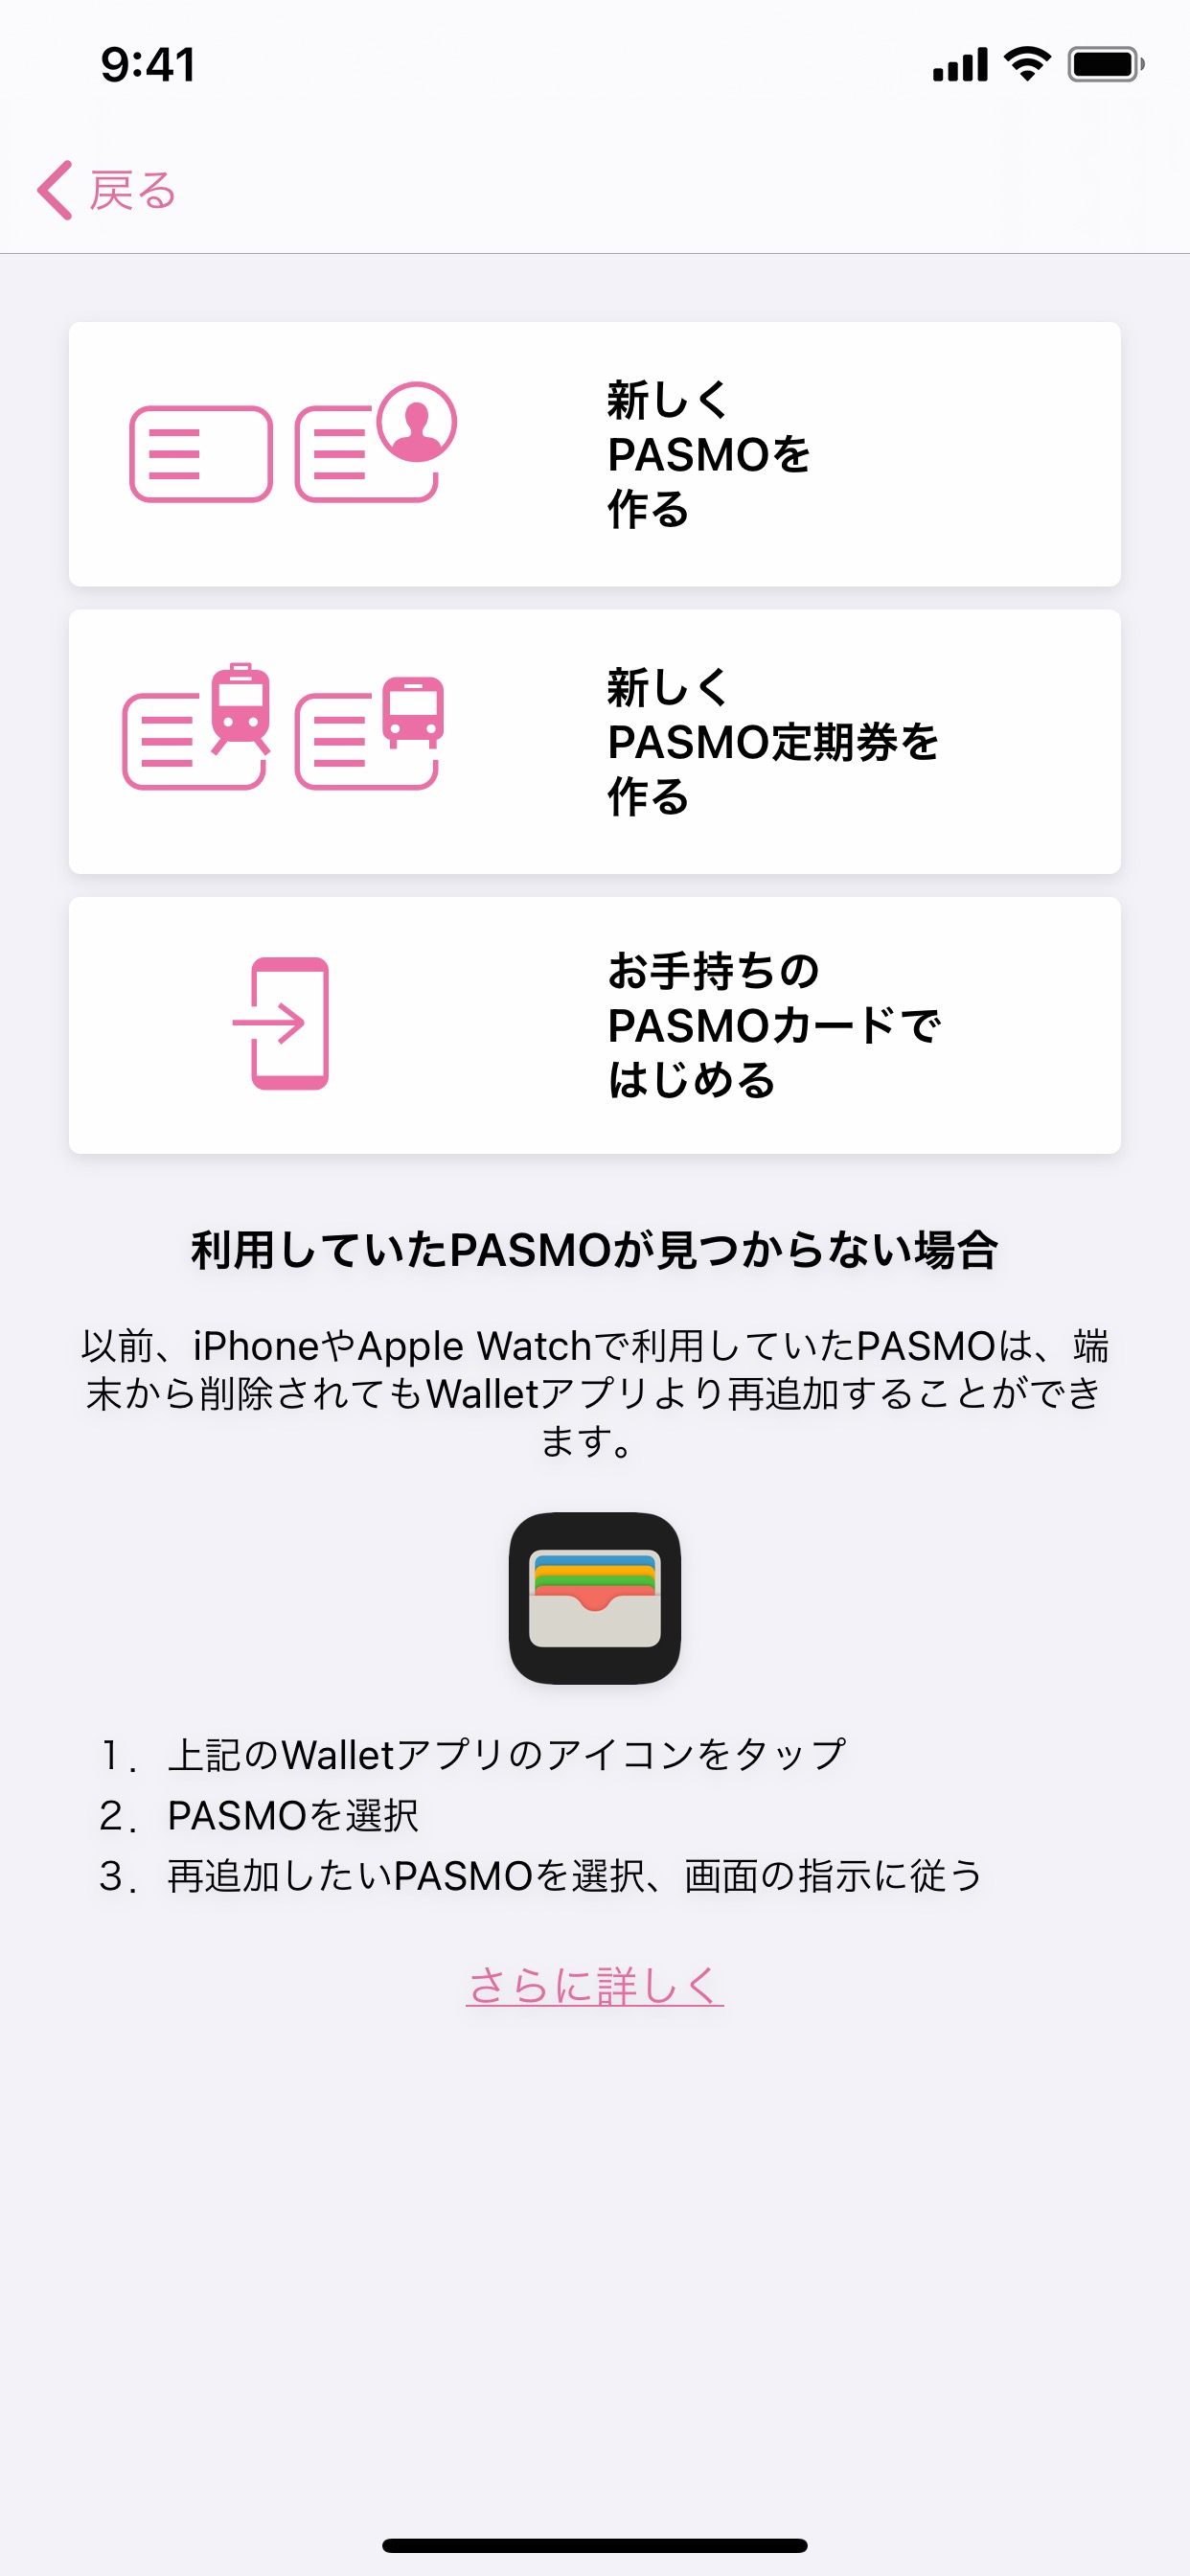 9:41
戻る
新しく
PASMOを
作る
新しく
PASMO定期券を
作る
お手持ちの
PASMOカードで
はじめる
利用していたPASMOが見つからない場合
以前、iPhoneやApple Watchで利用していたPASMOは、端
末から削除されてもWalletアプリより再追加することができ
ます。
1. 上記のWalletアプリのアイコンをタップ
2. PASMOを選択
3. 再追加したいPASMOを選択、画面の指示に従う
さらに詳しく